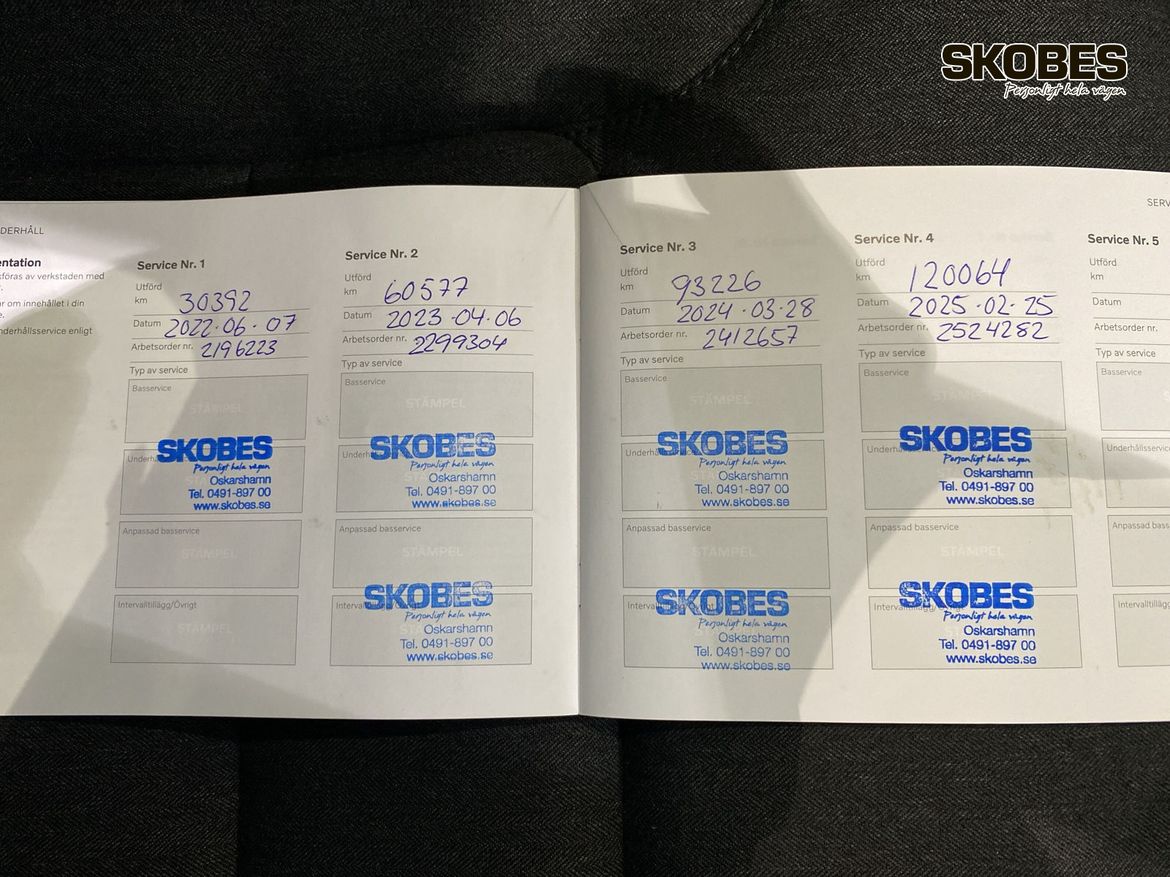 SKOBES
Personligt hela vägen
DERHÅLL
entation
sföras av verkstaden med
r.
ar om innehållet i din
e.
nderhållsservice enligt
Service Nr. 1
Utförd
km 30392
Datum 2022-06-07
Arbetsorder nr. 2196223
Typ av service
Basservice
STÄMPEL
SKOBES
Personligt hela vägen
Oskarshamn
Tel. 0491-897 00
www.skobes.se
Anpassad basservice
STÄMPEL
Intervalltillägg/Övrigt
STÄMPEL
Service Nr. 2
Utförd
km 60577
Datum 2023-04-06
Arbetsorder nr. 2299304
Typ av service
Basservice
STÄMPEL
SKOBES
Personligt hela vägen
Oskarshamn
Tel. 0491-897 00
www.skobes.se
Anpassad basservice
STÄMPEL
SKOBES
Personligt hela vägen
Oskarshamn
Tel. 0491-897 00
www.skobes.se
SERV
Service Nr. 3
Utförd
km 93226
Datum 2024-03-28
Arbetsorder nr. 2412657
Typ av service
Basservice
SKOBES
Personligt hela vägen
Oskarshamn
Tel. 0491-897 00
www.skobes.se
Anpassad basservice
STÄMPEL
SKOBES
Personligt hela vägen
Oskarshamn
Tel. 0491-897 00
www.skobes.se
Service Nr. 4
Utförd
km 120064
Datum 2025-02-25
Arbetsorder nr. 2524282
Typ av service
Basservice
STÄMPEL
SKOBES
Personligt hela vägen
Oskarshamn
Tel. 0491-897 00
www.skobes.se
Anpassad basservice
STÄMPEL
SKOBES
Personligt hela vägen
Oskarshamn
Tel. 0491-897 00
www.skobes.se
Service Nr. 5
Utförd
km
Datum
Arbetsorder nr.
Typ av service
Basservice
Underhållsservice
Anpassad bass
Intervalltillägg